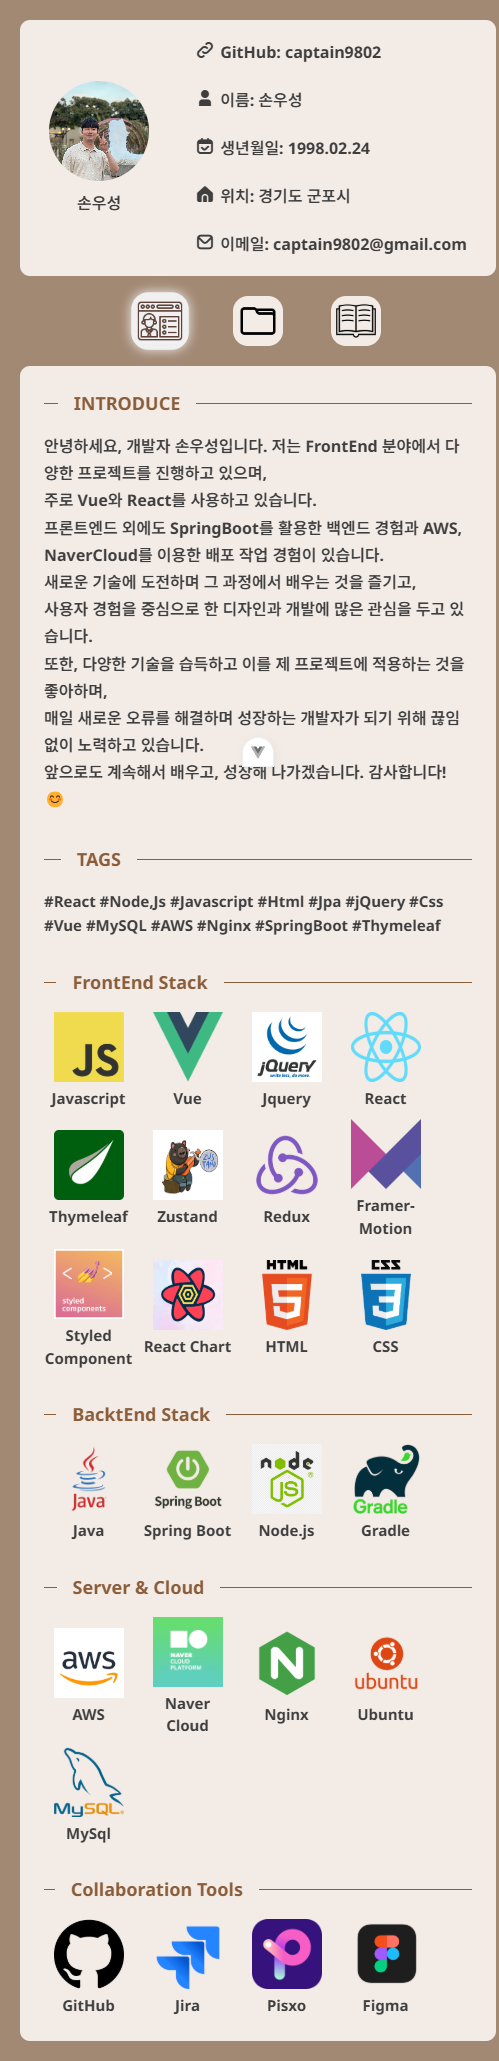 GitHub: captain9802
이름: 손우성
생년월일: 1998.02.24
위치: 경기도 군포시
이메일: captain9802@gmail.com
손우성
INTRODUCE
안녕하세요, 개발자 손우성입니다. 저는 FrontEnd 분야에서 다
양한 프로젝트를 진행하고 있으며,
주로 Vue와 React를 사용하고 있습니다.
프론트엔드 외에도 SpringBoot를 활용한 백엔드 경험과 AWS,
NaverCloud를 이용한 배포 작업 경험이 있습니다.
새로운 기술에 도전하며 그 과정에서 배우는 것을 즐기고,
사용자 경험을 중심으로 한 디자인과 개발에 많은 관심을 두고 있
습니다.
또한, 다양한 기술을 습득하고 이를 제 프로젝트에 적용하는 것을
좋아하며,
매일 새로운 오류를 해결하며 성장하는 개발자가 되기 위해 끊임
없이 노력하고 있습니다.
앞으로도 계속해서 배우고, 성장해 나가겠습니다. 감사합니다!
😊
TAGS
#React #Node,Js #Javascript #Html #Jpa #jQuery #Css
#Vue #MySQL #AWS #Nginx #SpringBoot #Thymeleaf
FrontEnd Stack
JS
jQuery
write less, do more.
Javascript Vue Jquery React
ZUS
TAND
Thymeleaf Zustand Redux Framer-
Motion
styled
components
HTML
5
CSS
3
Styled
Component React Chart HTML CSS
BacktEnd Stack
Java
Spring Boot
node
JS
Gradle
Java Spring Boot Node.js Gradle
Server & Cloud
aws
NAVER
CLOUD
PLATFORM
N
ubuntu
AWS Naver
Cloud Nginx Ubuntu
MySQL
MySql
Collaboration Tools
GitHub Jira Pisxo Figma